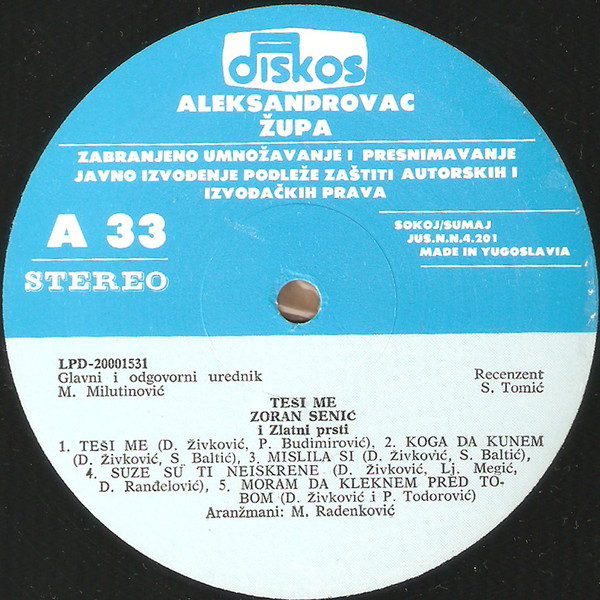 diskos
ALEKSANDROVAC
ŽUPA
ZABRANJENO UMNOŽAVANJE I PRESNIMAVANJE
JAVNO IZVOĐENJE PODLEŽE ZAŠTITI AUTORSKIH I
IZVOĐAČKIH PRAVA
A 33
STEREO
SOKOJ/SUMAJ
JUS.N.N.4.201
MADE IN YUGOSLAVIA
LPD-20001531
Glavni i odgovorni urednik
M. Milutinović
Recenzent
S. Tomić
TEŠI ME
ZORAN SENIĆ
i Zlatni prsti
1. TEŠI ME (D. Živković, P. Budimirović), 2. KOGA DA KUNEM
(D. Živković, S. Baltić), 3. MISLILA SI (D. Živković, S. Baltić),
4. SUZE SU TI NEISKRENE (D. Živković, Lj. Megić,
D. Ranđelović), 5. MORAM DA KLEKNEM PRED TO-
BOM (D. Živković i P. Todorović)
Aranžmani: M. Radenković